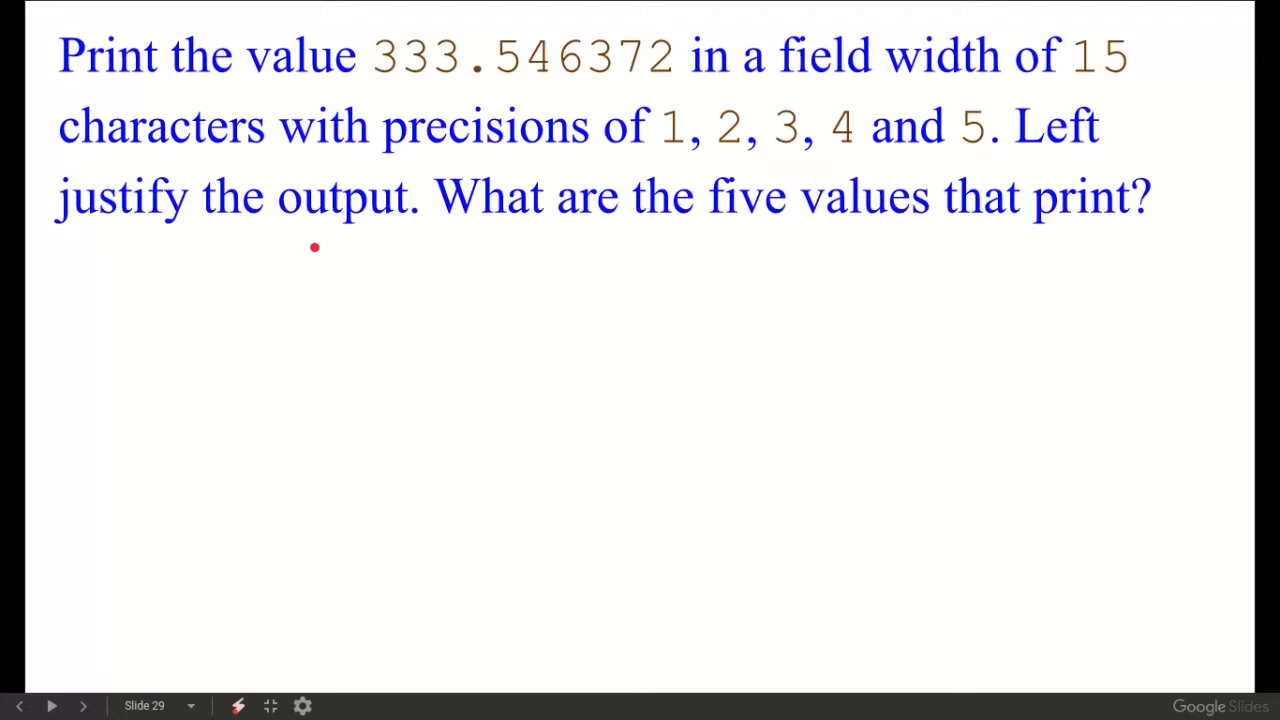 Print the value 333.546372 in a field width of 15
characters with precisions of 1, 2, 3, 4 and 5. Left
justify the output. What are the five values that print?
Slide 29
Google Slides